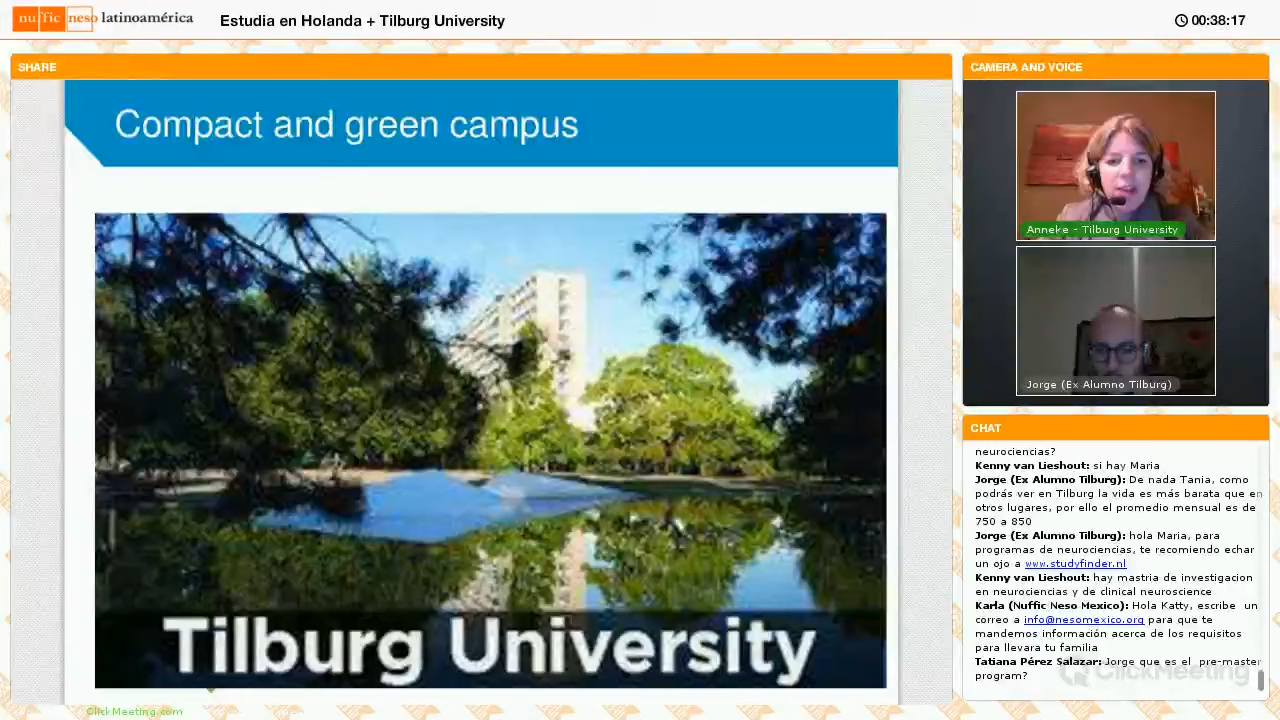 nuffic neso latinoamérica
Estudia en Holanda + Tilburg University
00:38:17
SHARE
Compact and green campus
Tilburg University
ClickMeeting.com
CAMERA AND VOICE
Anneke - Tilburg University
Jorge (Ex Alumno Tilburg)
CHAT
neurociencias?
Kenny van Lieshout: si hay Maria
Jorge (Ex Alumno Tilburg): De nada Tania, como
podrás ver en Tilburg la vida es más barata que en
otros lugares, por ello el promedio mensual es de
750 a 850
Jorge (Ex Alumno Tilburg): hola Maria, para
programas de neurociencias, te recomiendo echar
un ojo a www.studyfinder.nl
Kenny van Lieshout: hay mastria de investigacion
en neurociencias y de clinical neuroscience
Karla (Nuffic Neso Mexico): Hola Katty, escribe un
correo a info@nesomexico.org para que te
mandemos información acerca de los requisitos
para llevara tu familia
Tatiana Pérez Salazar: Jorge que es el pre-master
program?
ClickMeeting